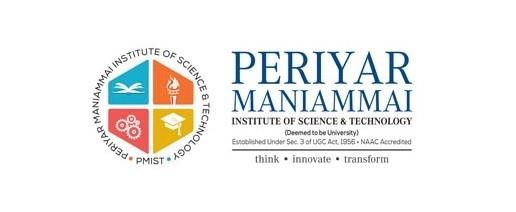 PERIYAR MANIAMMAI INSTITUTE OF SCIENCE & TECHNOLOGY
• PMIST •
PERIYAR
MANIAMMAI
INSTITUTE OF SCIENCE & TECHNOLOGY
(Deemed to be University)
Established Under Sec. 3 of UGC Act, 1956 • NAAC Accredited
think • innovate • transform